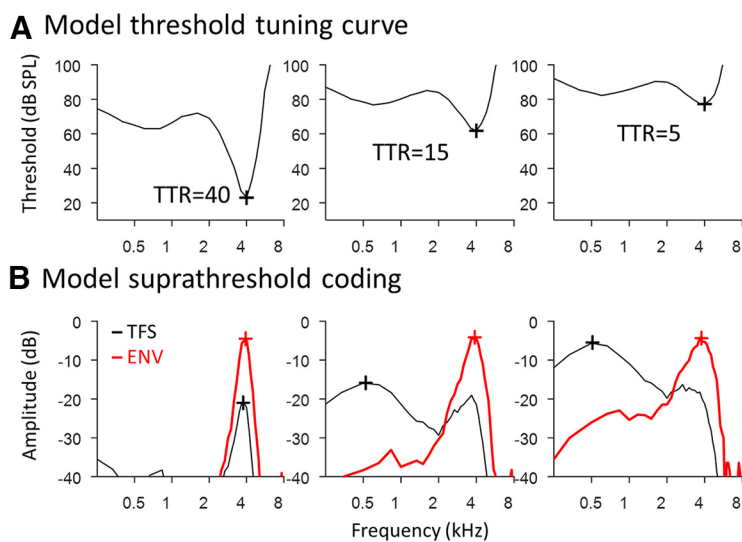 A Model threshold tuning curve
Threshold (dB SPL)
100
80
60
40
20
TTR=40
0.5 1 2 4 8
100
80
60
40
20
TTR=15
0.5 1 2 4 8
100
80
60
40
20
TTR=5
0.5 1 2 4 8
B Model suprathreshold coding
Amplitude (dB)
0
-10
-20
-30
-40
TFS
ENV
0.5 1 2 4 8
0
-10
-20
-30
-40
0.5 1 2 4 8
0
-10
-20
-30
-40
0.5 1 2 4 8
Frequency (kHz)